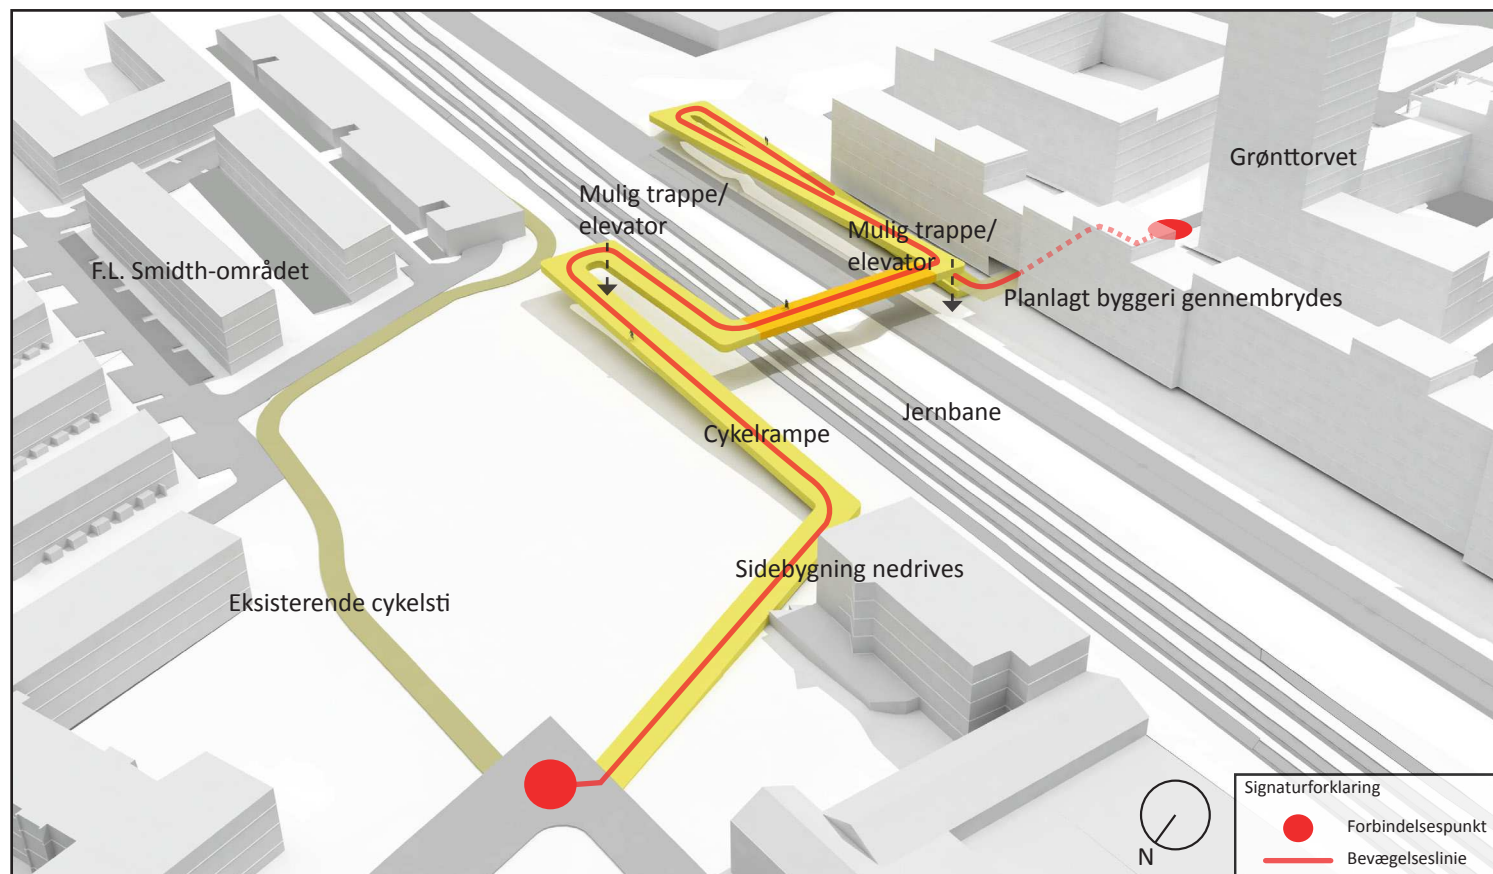 Grønttorvet
Mulig trappe/
elevator
Mulig trappe/
elevator
F.L. Smidth-området
Planlagt byggeri gennembrydes
Jernbane
Cykelrampe
Sidebygning nedrives
Eksisterende cykelsti
N
Signaturforklaring
Forbindelsespunkt
Bevægelseslinie